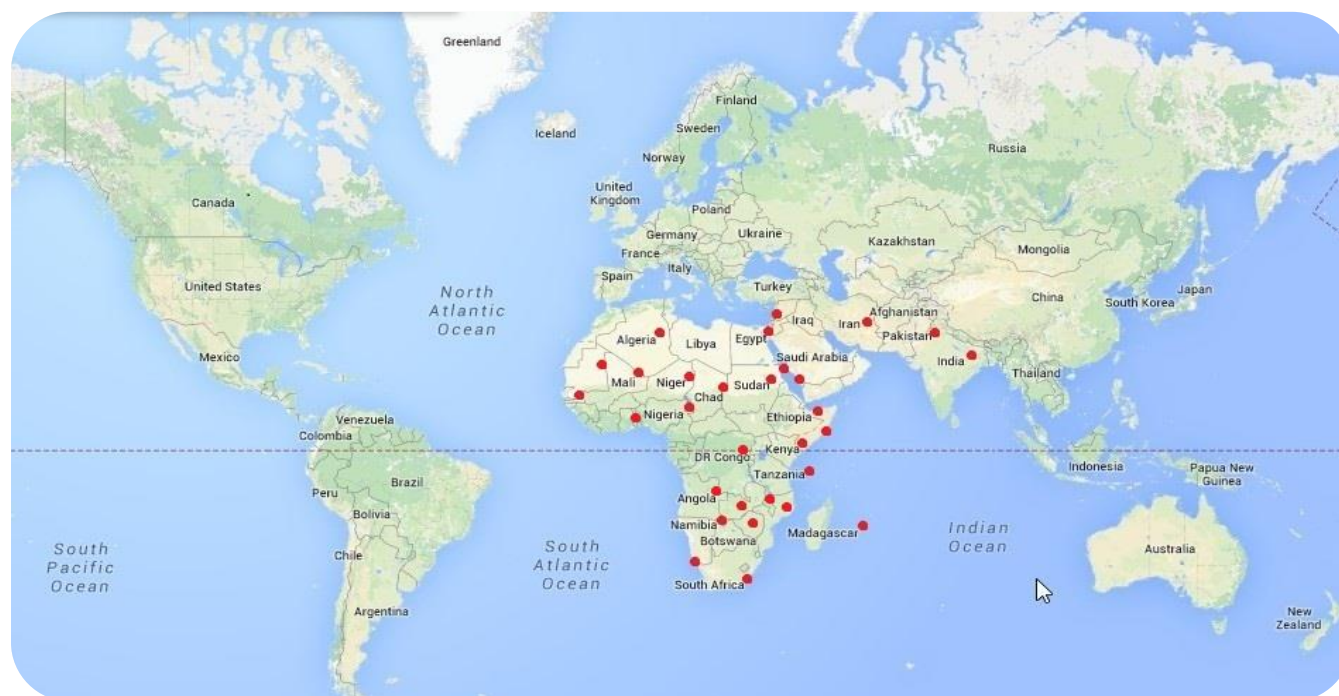 Greenland
Finland
Iceland
Sweden
Russia
Norway
United
Kingdom
Canada
Poland
Germany
Ukraine
Kazakhstan
Mongolia
France
Italy
Spain
Turkey
United States
China
Japan
South Korea
North
Atlantic
Ocean
Afghanistan
Iraq
Iran
Algeria
Libya
Egypt
Pakistan
Mexico
Saudi Arabia
India
Thailand
Mali
Niger
Chad
Sudan
Nigeria
Ethiopia
Venezuela
Colombia
Kenya
DR Congo
Indonesia
Papua New
Guinea
Tanzania
Brazil
Peru
Angola
Bolivia
Namibia
Madagascar
Botswana
Indian
Ocean
South
Pacific
Ocean
Chile
South
Atlantic
Ocean
Australia
South Africa
Argentina
New
Zealand